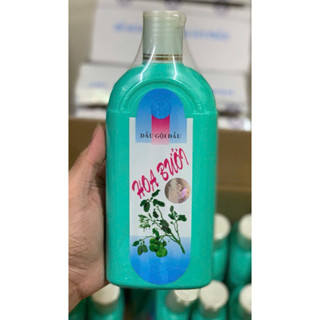 DẦU GỘI ĐẦU
HOA BƯỞI